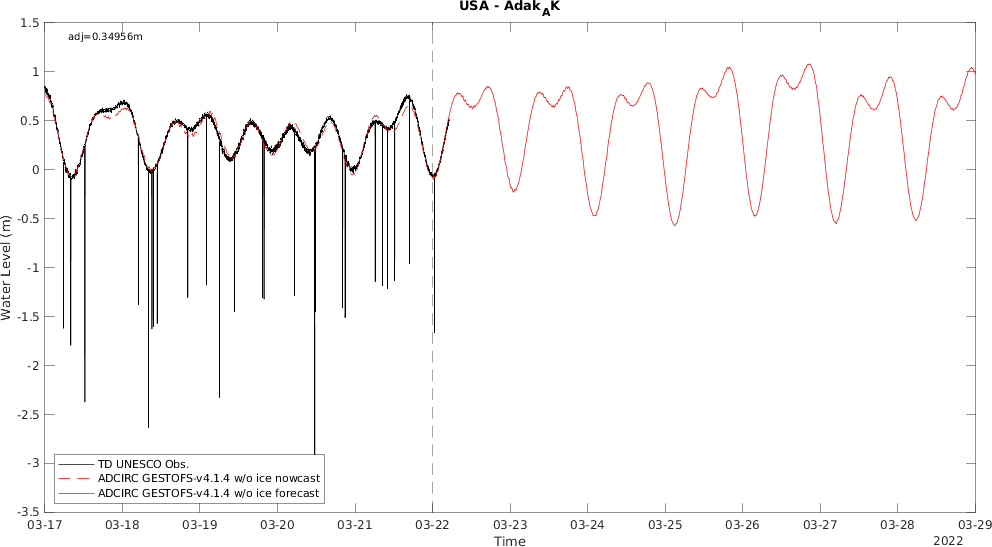 USA - Adak_AK
adj=0.34956m
1.5
1
0.5
0
-0.5
-1
-1.5
-2
-2.5
-3
-3.5
Water Level (m)
TD UNESCO Obs.
ADCIRC GESTOFS-v4.1.4 w/o ice nowcast
ADCIRC GESTOFS-v4.1.4 w/o ice forecast
03-17 03-18 03-19 03-20 03-21 03-22 03-23 03-24 03-25 03-26 03-27 03-28 03-29
Time
2022